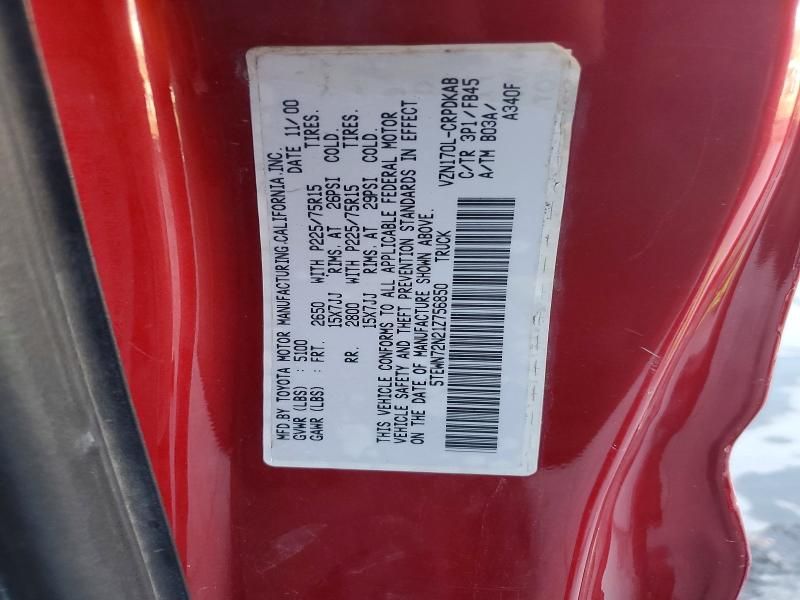 MFD.BY TOYOTA MOTOR MANUFACTURING.CALIFORNIA.INC.
GVWR (LBS) : 5100 DATE 11/00
GAWR (LBS) : FRT. 2650 WITH P225/75R15 TIRES.
15X7JJ RIMS. AT 26PSI COLD.
RR. 2800 WITH P225/75R15 TIRES.
15X7JJ RIMS. AT 29PSI COLD.
THIS VEHICLE CONFORMS TO ALL APPLICABLE FEDERAL MOTOR
VEHICLE SAFETY AND THEFT PREVENTION STANDARDS IN EFFECT
ON THE DATE OF MANUFACTURE SHOWN ABOVE.
5TEWN72N21Z756850 TRUCK
VZN170L-CRPDKAB
C/TR 3P1/FB45
A/TM B03A/
A340F